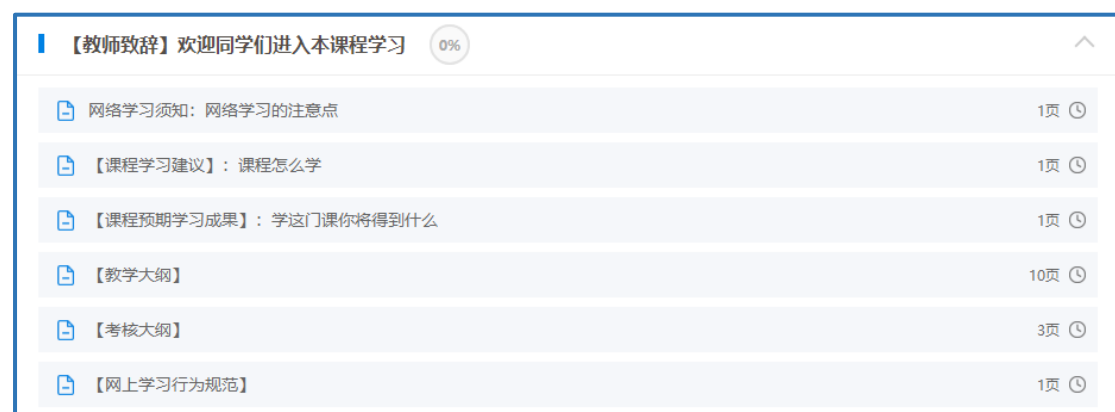 【教师致辞】欢迎同学们进入本课程学习 0%
网络学习须知：网络学习的注意点 1页
【课程学习建议】：课程怎么学 1页
【课程预期学习成果】：学这门课你将得到什么 1页
【教学大纲】 10页
【考核大纲】 3页
【网上学习行为规范】 1页